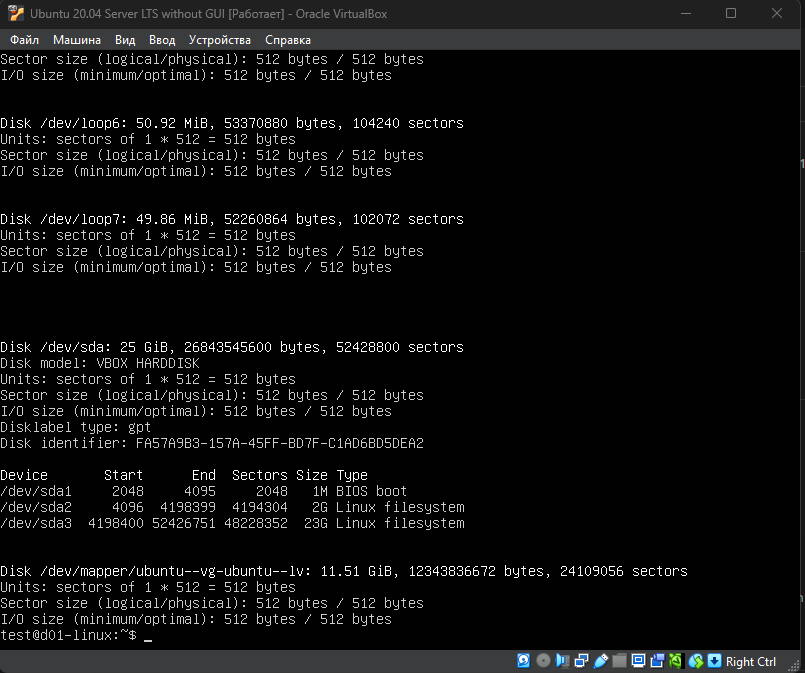 Ubuntu 20.04 Server LTS without GUI [Работает] - Oracle VirtualBox
Файл Машина Вид Ввод Устройства Справка
Sector size (logical/physical): 512 bytes / 512 bytes
I/O size (minimum/optimal): 512 bytes / 512 bytes
Disk /dev/loop6: 50.92 MiB, 53370880 bytes, 104240 sectors
Units: sectors of 1 * 512 = 512 bytes
Sector size (logical/physical): 512 bytes / 512 bytes
I/O size (minimum/optimal): 512 bytes / 512 bytes
Disk /dev/loop7: 49.86 MiB, 52260864 bytes, 102072 sectors
Units: sectors of 1 * 512 = 512 bytes
Sector size (logical/physical): 512 bytes / 512 bytes
I/O size (minimum/optimal): 512 bytes / 512 bytes
Disk /dev/sda: 25 GiB, 26843545600 bytes, 52428800 sectors
Disk model: VBOX HARDDISK
Units: sectors of 1 * 512 = 512 bytes
Sector size (logical/physical): 512 bytes / 512 bytes
I/O size (minimum/optimal): 512 bytes / 512 bytes
Disklabel type: gpt
Disk identifier: FA57A9B3-157A-45FF-BD7F-C1AD6BD5DEA2
Device Start End Sectors Size Type
/dev/sda1 2048 4095 2048 1M BIOS boot
/dev/sda2 4096 4198399 4194304 2G Linux filesystem
/dev/sda3 4198400 52426751 48228352 23G Linux filesystem
Disk /dev/mapper/ubuntu--vg-ubuntu--lv: 11.51 GiB, 12343836672 bytes, 24109056 sectors
Units: sectors of 1 * 512 = 512 bytes
Sector size (logical/physical): 512 bytes / 512 bytes
I/O size (minimum/optimal): 512 bytes / 512 bytes
test@d01-linux:~$ _
Right Ctrl